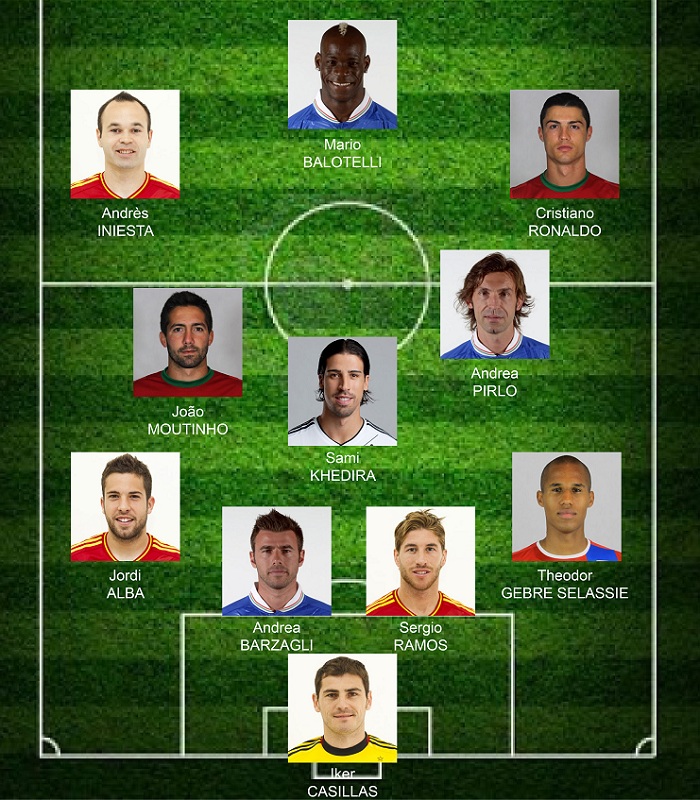 Mario
BALOTELLI
Andrès
INIESTA
Cristiano
RONALDO
Andrea
PIRLO
João
MOUTINHO
Sami
KHEDIRA
Jordi
ALBA
Theodor
GEBRE SELASSIE
Andrea
BARZAGLI
Sergio
RAMOS
Iker
CASILLAS